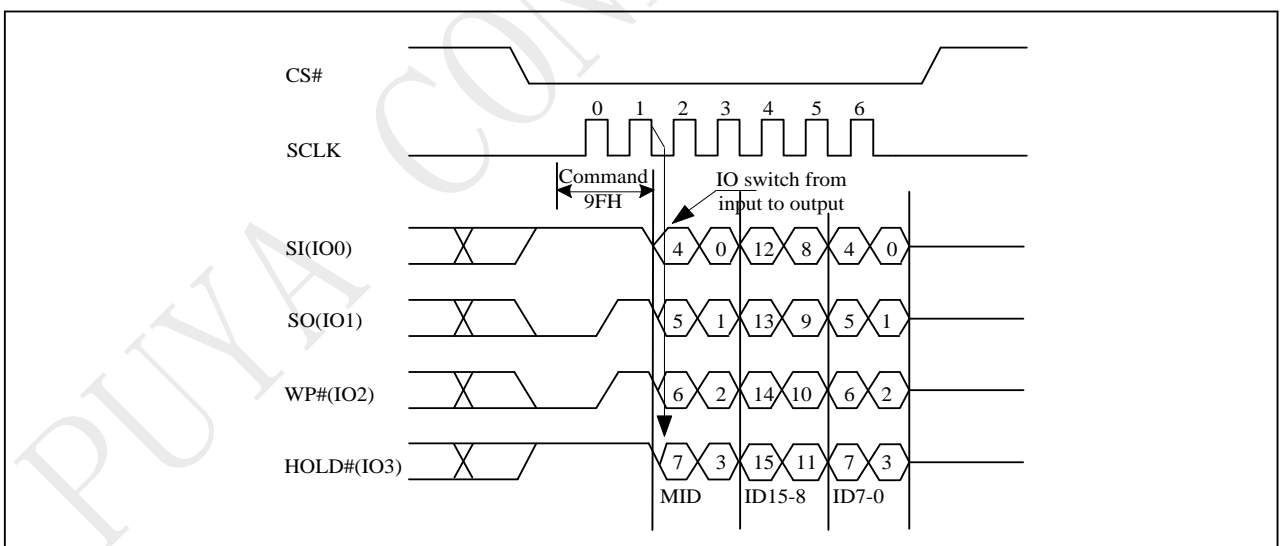 CS#
0 1 2 3 4 5 6
SCLK
Command
9FH
IO switch from
input to output
SI(IO0)
4 0 12 8 4 0
SO(IO1)
5 1 13 9 5 1
WP#(IO2)
6 2 14 10 6 2
HOLD#(IO3)
7 3 15 11 7 3
MID ID15-8 ID7-0
PUYA